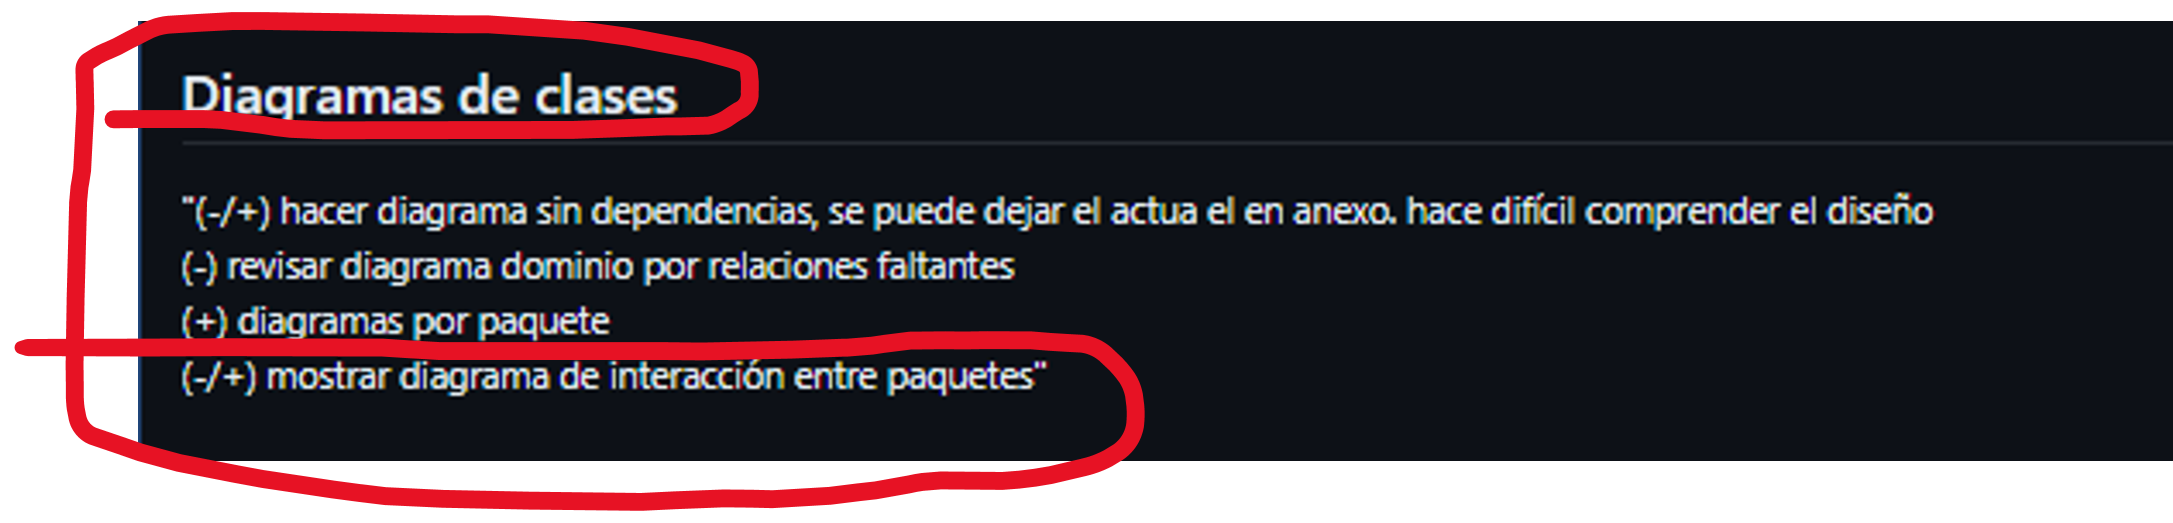 Diagramas de clases
"(-/+) hacer diagrama sin dependencias, se puede dejar el actua el en anexo. hace difícil comprender el diseño
(-) revisar diagrama dominio por relaciones faltantes
(+) diagramas por paquete
(-/+) mostrar diagrama de interacción entre paquetes"